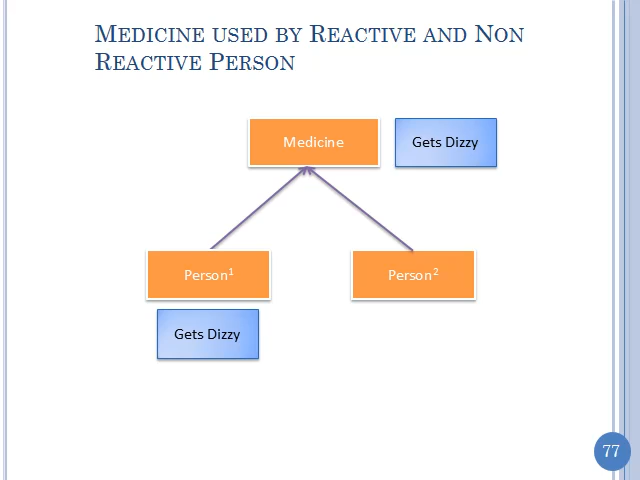 MEDICINE USED BY REACTIVE AND NON
REACTIVE PERSON
Medicine
Gets Dizzy
Person¹
Person²
Gets Dizzy
77